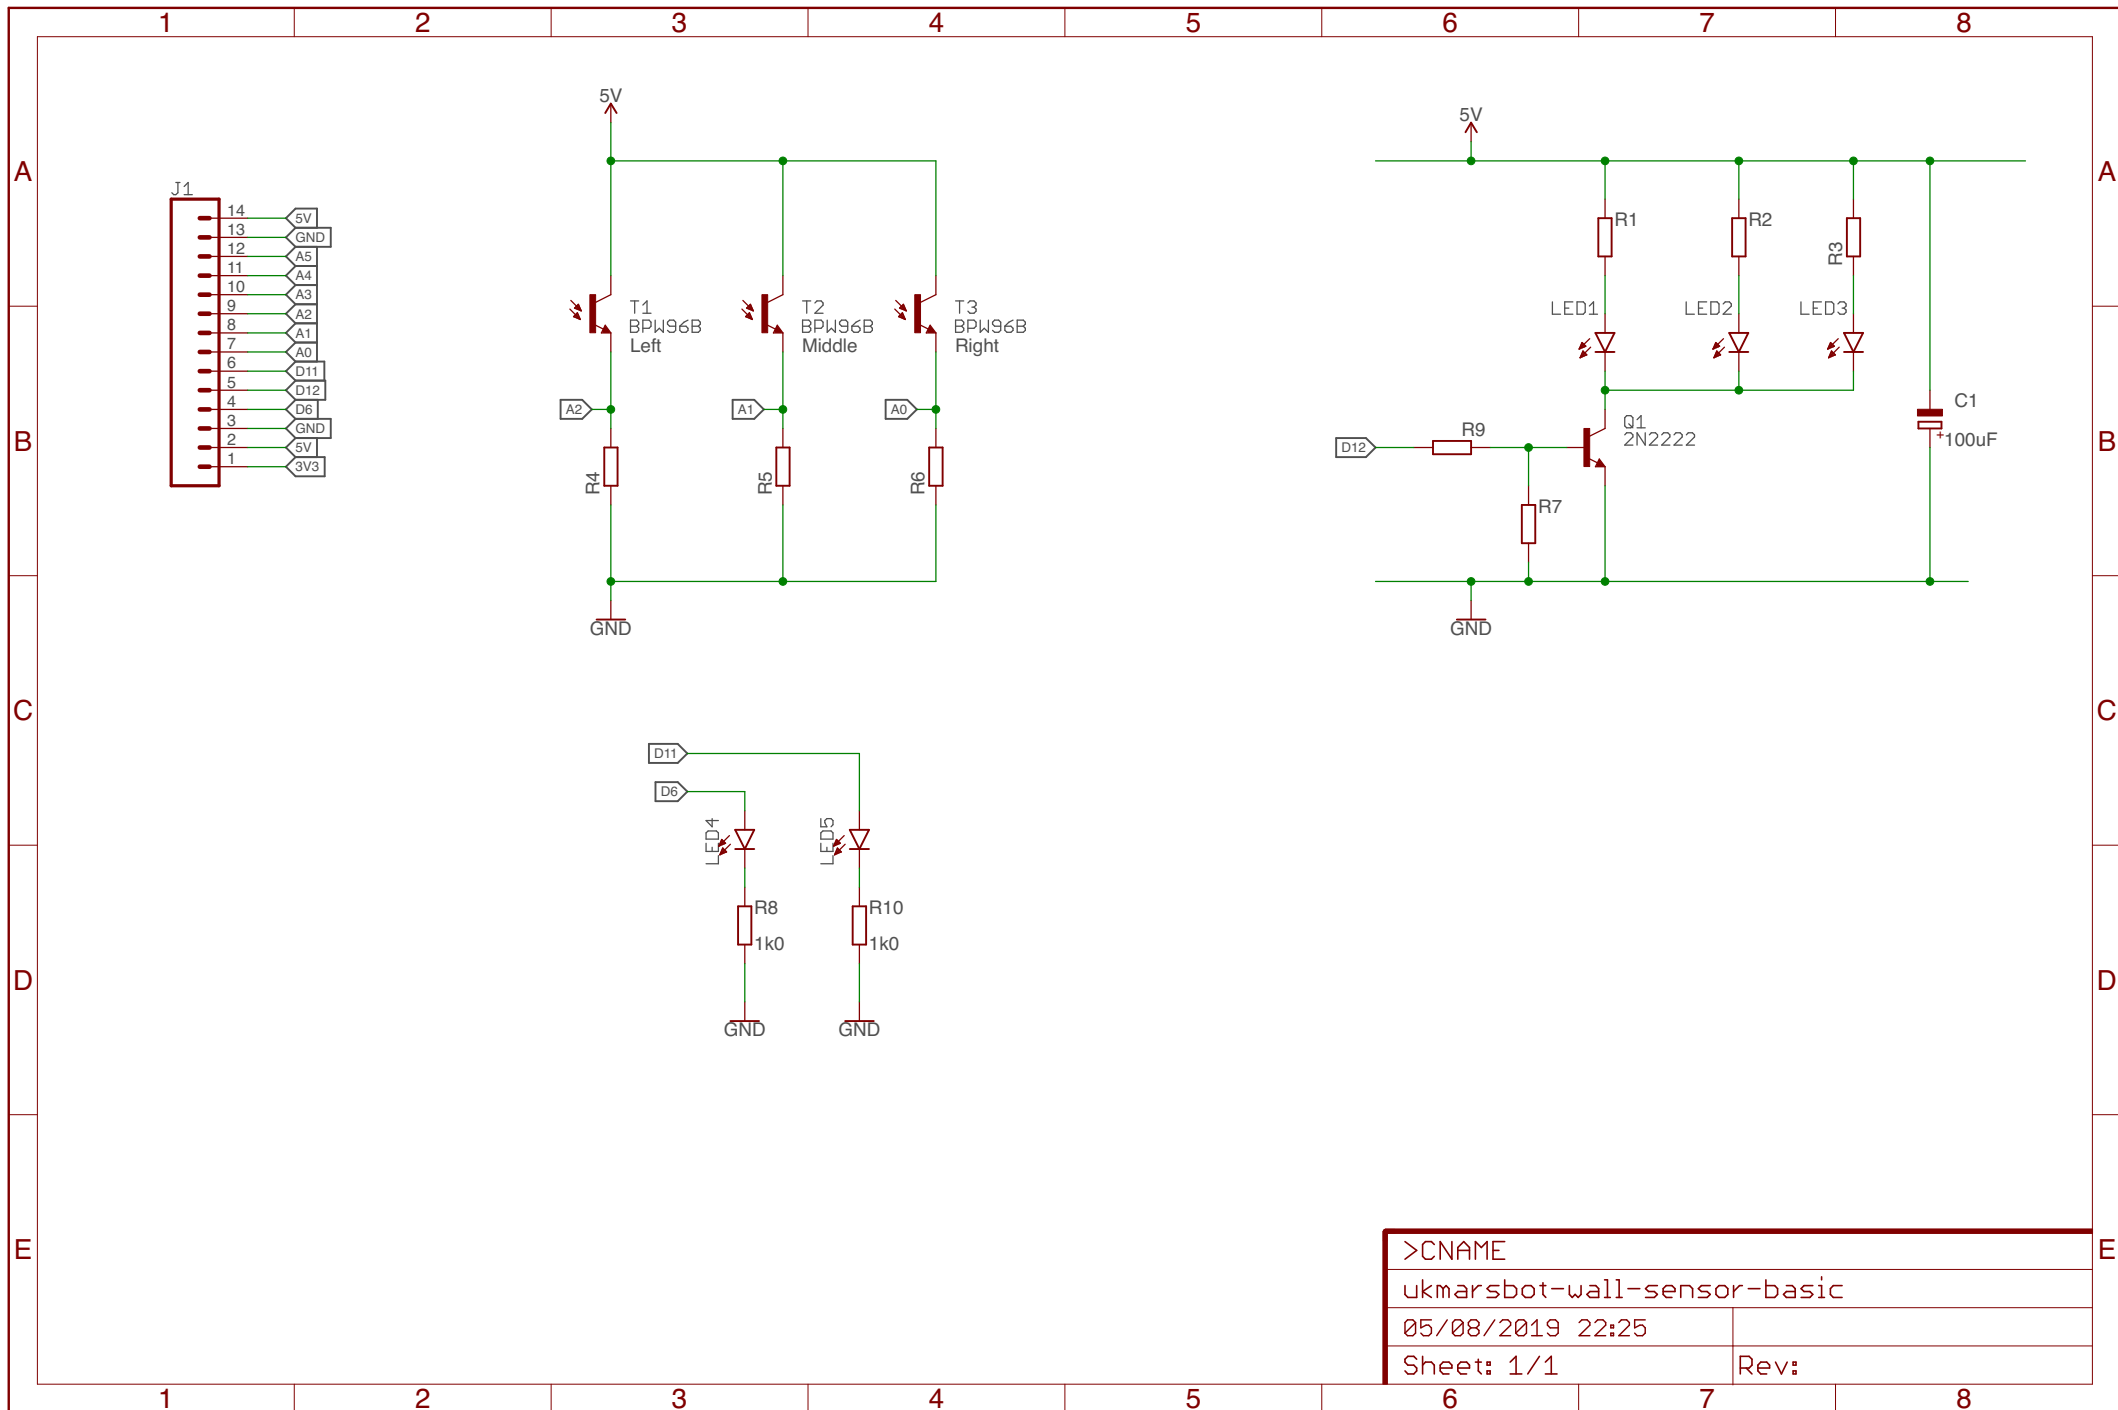 1 2 3 4 5 6 7 8
A A
B B
C C
D D
E E
J1
14 5V
13 GND
12 A5
11 A4
10 A3
9 A2
8 A1
7 A0
6 D11
5 D12
4 D6
3 GND
2 5V
1 3V3
5V
T1
BPW96B
Left
T2
BPW96B
Middle
T3
BPW96B
Right
A2
A1
A0
R4
R5
R6
GND
5V
R1
R2
R3
LED1
LED2
LED3
D12
R9
Q1
2N2222
R7
C1
+
100uF
GND
D11
D6
LED4
LED5
R8
1k0
R10
1k0
GND
GND
>CNAME
ukmarsbot-wall-sensor-basic
05/08/2019 22:25
Sheet: 1/1 Rev:
1 2 3 4 5 6 7 8